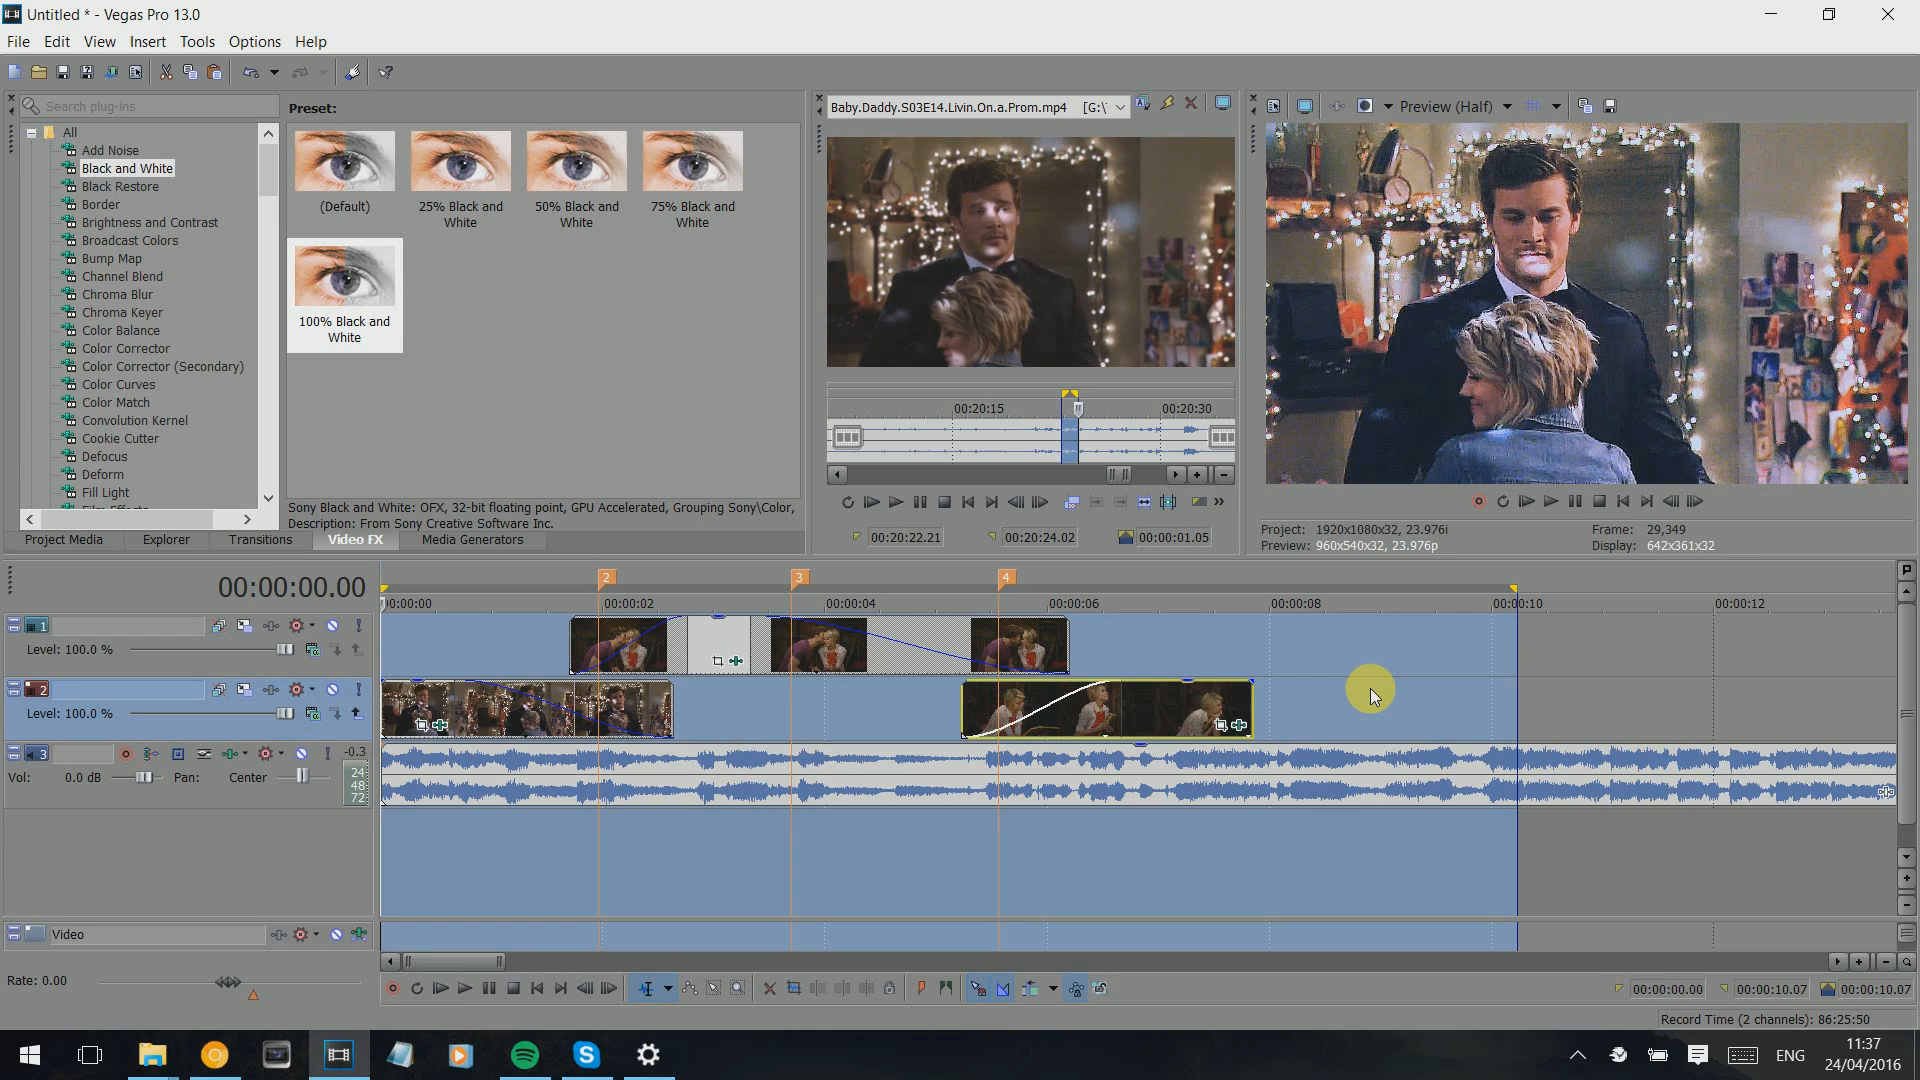 Untitled * - Vegas Pro 13.0
File Edit View Insert Tools Options Help
Search plug-ins
All
Add Noise
Black and White
Black Restore
Border
Brightness and Contrast
Broadcast Colors
Bump Map
Channel Blend
Chroma Blur
Chroma Keyer
Color Balance
Color Corrector
Color Corrector (Secondary)
Color Curves
Color Match
Convolution Kernel
Cookie Cutter
Defocus
Deform
Fill Light
Film Effects
Preset:
(Default)
25% Black and
White
50% Black and
White
75% Black and
White
100% Black and
White
Sony Black and White: OFX, 32-bit floating point, GPU Accelerated, Grouping Sony\Color,
Description: From Sony Creative Software Inc.
Project Media Explorer Transitions Video FX Media Generators
Baby.Daddy.S03E14.Livin.On.a.Prom.mp4 [G:\
00:20:15 00:20:30
00:20:22.21 00:20:24.02 00:00:01.05
Preview (Half)
Project: 1920x1080x32, 23.976i
Preview: 960x540x32, 23.976p
Frame: 29,349
Display: 642x361x32
00:00:00.00
2 3 4
00:00:00 00:00:02 00:00:04 00:00:06 00:00:08 00:00:10 00:00:12
1
Level: 100.0 %
2
Level: 100.0 %
3
-0.3
Vol: 0.0 dB Pan: Center
24
48
72
Video
Rate: 0.00
00:00:00.00 00:00:10.07 00:00:10.07
Record Time (2 channels): 86:25:50
ENG
11:37
24/04/2016